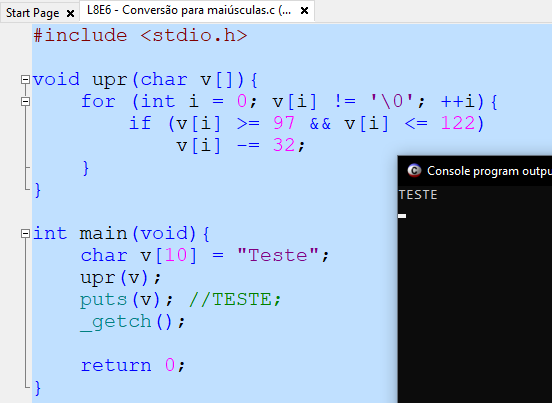 Start Page
L8E6 - Conversão para maiúsculas.c (...
#include <stdio.h>
void upr(char v[]){
    for (int i = 0; v[i] != '\0'; ++i){
        if (v[i] >= 97 && v[i] <= 122)
            v[i] -= 32;
    }
}
int main(void){
    char v[10] = "Teste";
    upr(v);
    puts(v); //TESTE;
    _getch();
    return 0;
}
Console program outpu
TESTE